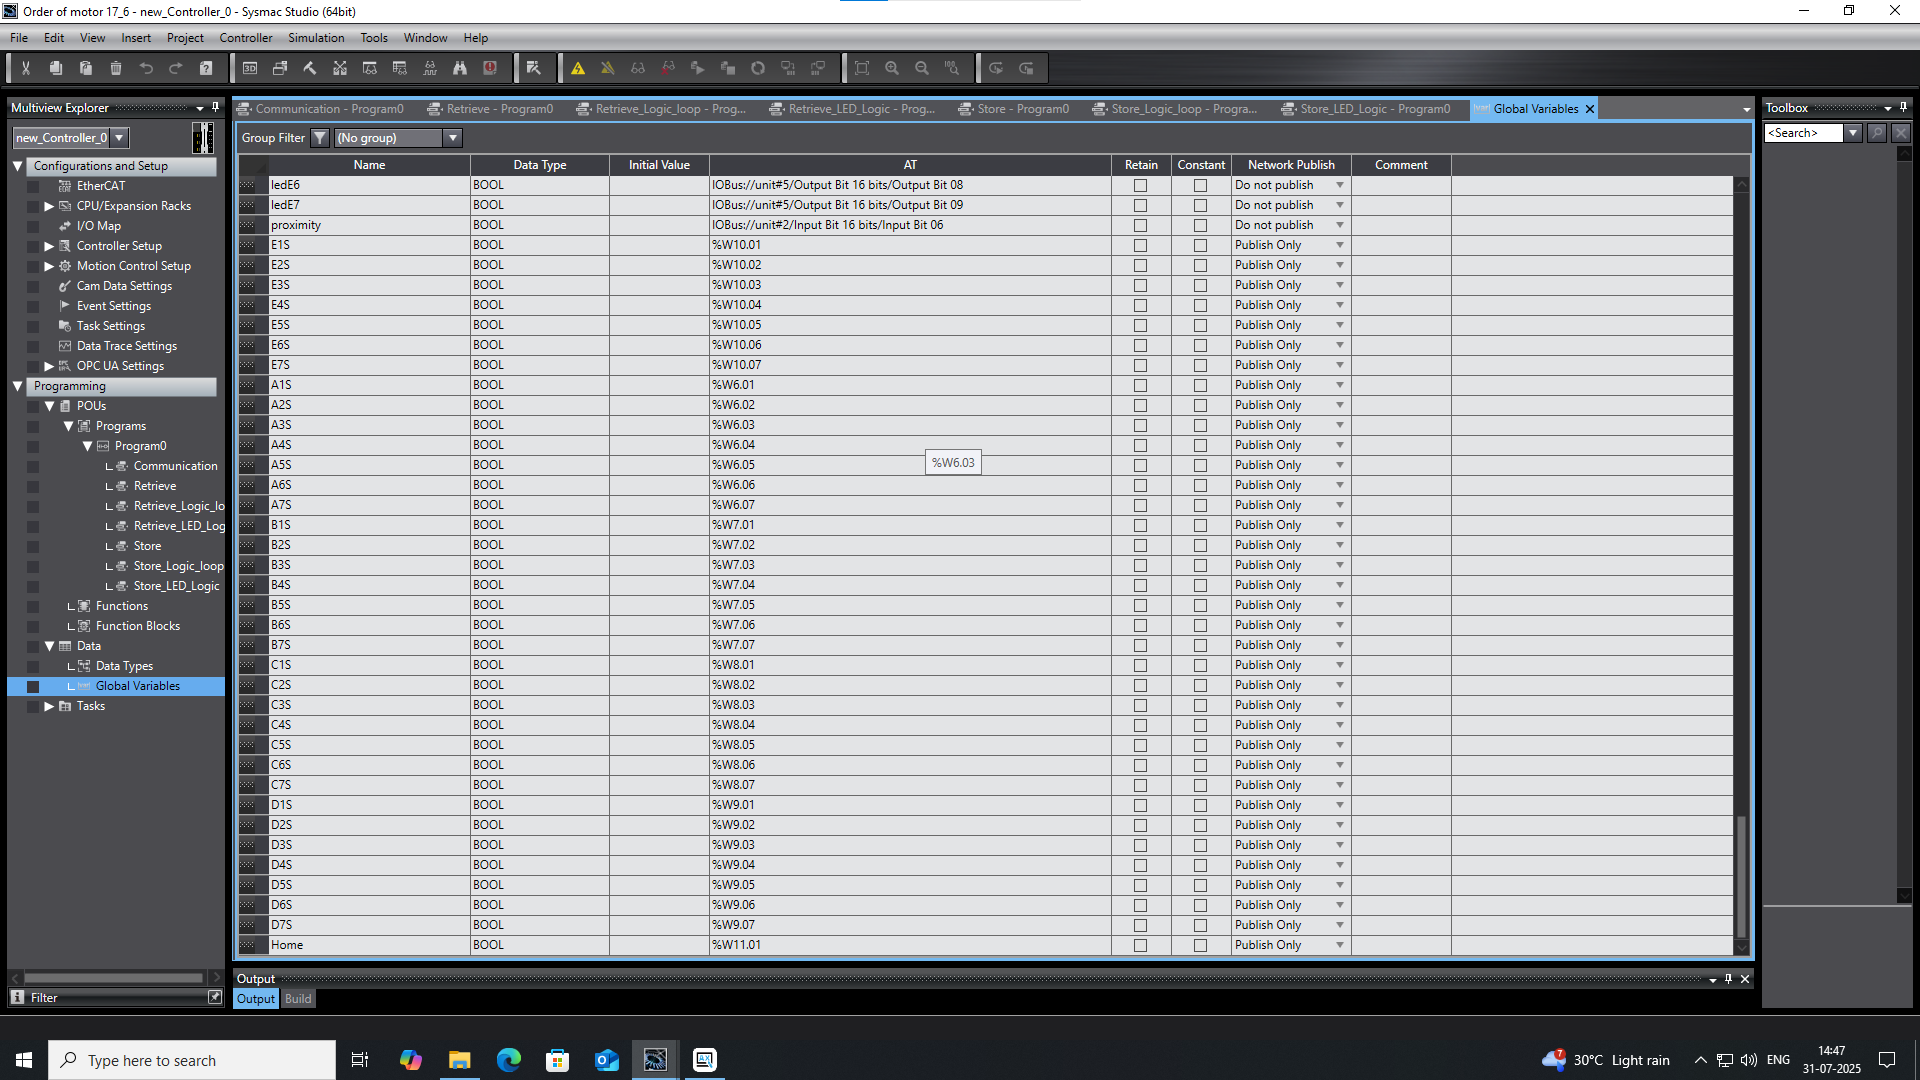 Order of motor 17_6 - new_Controller_0 - Sysmac Studio (64bit)
File Edit View Insert Project Controller Simulation Tools Window Help
Multiview Explorer
new_Controller_0
Configurations and Setup
EtherCAT
CPU/Expansion Racks
I/O Map
Controller Setup
Motion Control Setup
Cam Data Settings
Event Settings
Task Settings
Data Trace Settings
OPC UA Settings
Programming
POUs
Programs
Program0
Communication
Retrieve
Retrieve_Logic_lo
Retrieve_LED_Log
Store
Store_Logic_loop
Store_LED_Logic
Functions
Function Blocks
Data
Data Types
Global Variables
Tasks
Filter
Communication - Program0 Retrieve - Program0 Retrieve_Logic_loop - Prog... Retrieve_LED_Logic - Prog... Store - Program0 Store_Logic_loop - Progra... Store_LED_Logic - Program0 Global Variables
Group Filter (No group)
Name Data Type Initial Value AT Retain Constant Network Publish Comment
ledE6 BOOL IOBus://unit#5/Output Bit 16 bits/Output Bit 08 Do not publish
ledE7 BOOL IOBus://unit#5/Output Bit 16 bits/Output Bit 09 Do not publish
proximity BOOL IOBus://unit#2/Input Bit 16 bits/Input Bit 06 Do not publish
E1S BOOL %W10.01 Publish Only
E2S BOOL %W10.02 Publish Only
E3S BOOL %W10.03 Publish Only
E4S BOOL %W10.04 Publish Only
E5S BOOL %W10.05 Publish Only
E6S BOOL %W10.06 Publish Only
E7S BOOL %W10.07 Publish Only
A1S BOOL %W6.01 Publish Only
A2S BOOL %W6.02 Publish Only
A3S BOOL %W6.03 Publish Only
A4S BOOL %W6.04 Publish Only
A5S BOOL %W6.05 Publish Only
%W6.03
A6S BOOL %W6.06 Publish Only
A7S BOOL %W6.07 Publish Only
B1S BOOL %W7.01 Publish Only
B2S BOOL %W7.02 Publish Only
B3S BOOL %W7.03 Publish Only
B4S BOOL %W7.04 Publish Only
B5S BOOL %W7.05 Publish Only
B6S BOOL %W7.06 Publish Only
B7S BOOL %W7.07 Publish Only
C1S BOOL %W8.01 Publish Only
C2S BOOL %W8.02 Publish Only
C3S BOOL %W8.03 Publish Only
C4S BOOL %W8.04 Publish Only
C5S BOOL %W8.05 Publish Only
C6S BOOL %W8.06 Publish Only
C7S BOOL %W8.07 Publish Only
D1S BOOL %W9.01 Publish Only
D2S BOOL %W9.02 Publish Only
D3S BOOL %W9.03 Publish Only
D4S BOOL %W9.04 Publish Only
D5S BOOL %W9.05 Publish Only
D6S BOOL %W9.06 Publish Only
D7S BOOL %W9.07 Publish Only
Home BOOL %W11.01 Publish Only
Output
Output Build
Toolbox
<Search>
Type here to search
30°C Light rain
ENG
14:47
31-07-2025